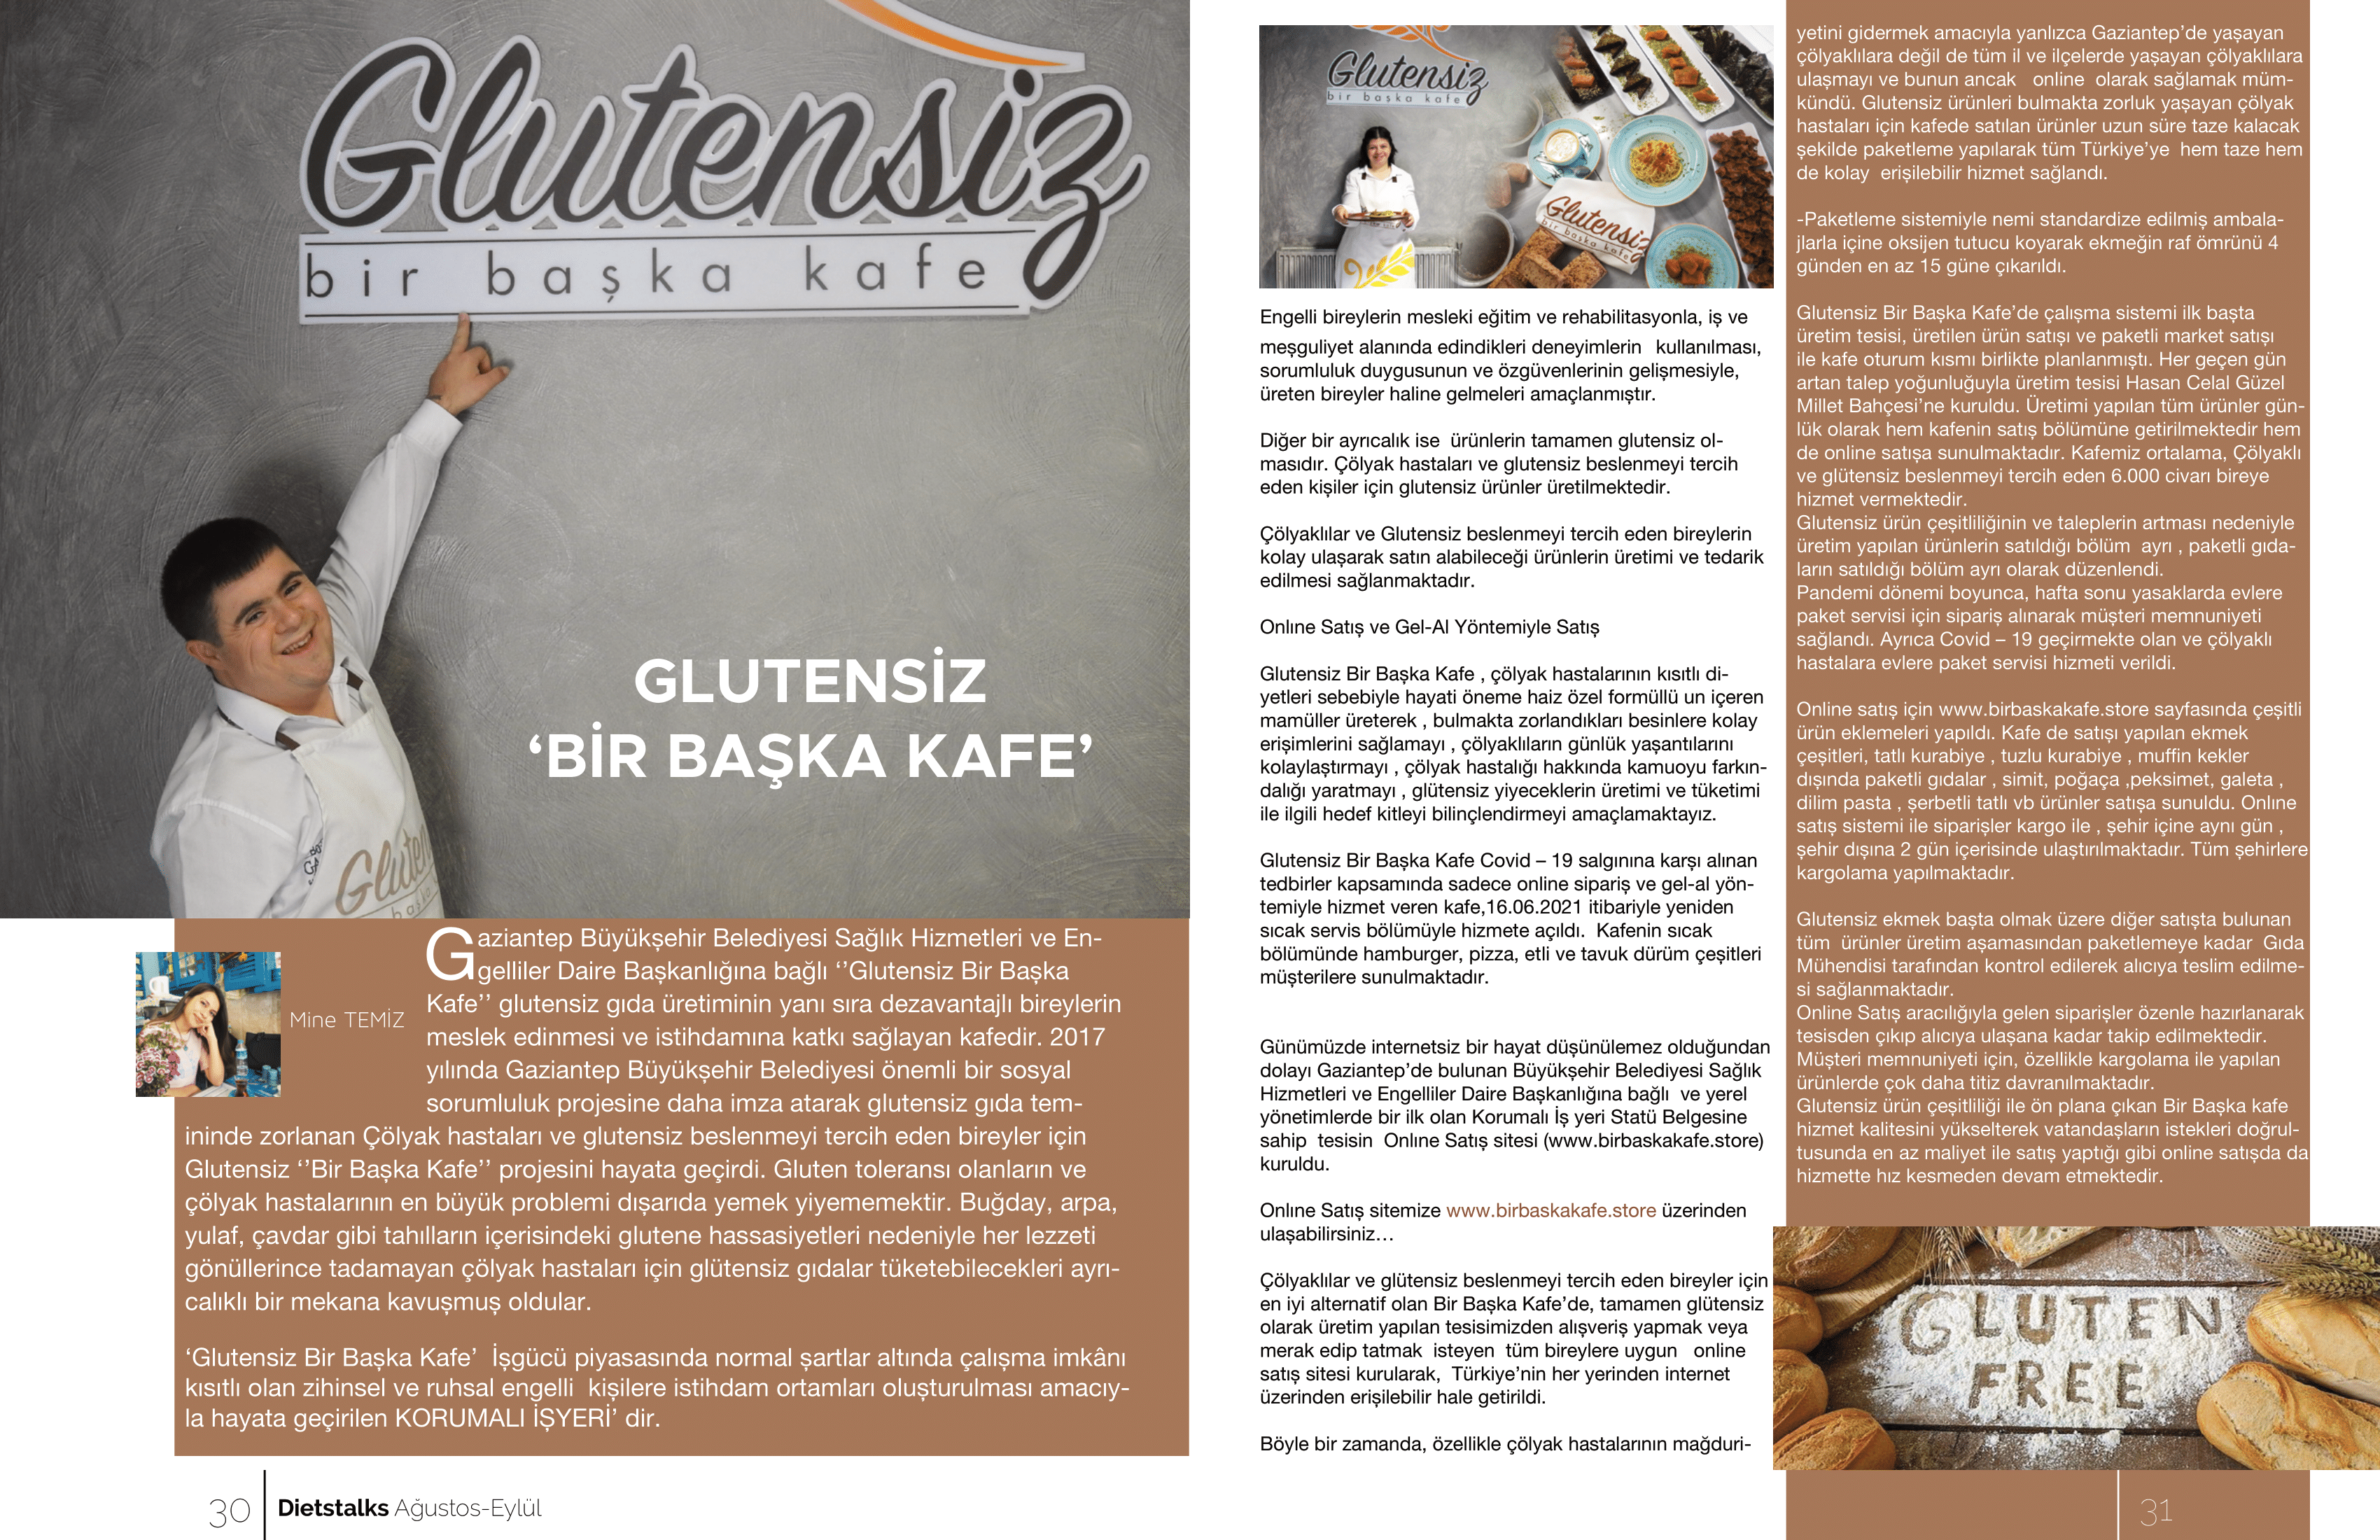 Glutensiz
bir başka kafe
GLUTENSİZ
‘BİR BAŞKA KAFE’
Gluten
Mine TEMİZ
Gaziantep Büyükşehir Belediyesi Sağlık Hizmetleri ve En-
gelliler Daire Başkanlığına bağlı ‘’Glutensiz Bir Başka
Kafe’’ glutensiz gıda üretiminin yanı sıra dezavantajlı bireylerin
meslek edinmesi ve istihdamına katkı sağlayan kafedir. 2017
yılında Gaziantep Büyükşehir Belediyesi önemli bir sosyal
sorumluluk projesine daha imza atarak glutensiz gıda tem-
ininde zorlanan Çölyak hastaları ve glutensiz beslenmeyi tercih eden bireyler için
Glutensiz ‘’Bir Başka Kafe’’ projesini hayata geçirdi. Gluten toleransı olanların ve
çölyak hastalarının en büyük problemi dışarıda yemek yiyememektir. Buğday, arpa,
yulaf, çavdar gibi tahılların içerisindeki glutene hassasiyetleri nedeniyle her lezzeti
gönüllerince tadamayan çölyak hastaları için glütensiz gıdalar tüketebilecekleri ayrı-
calıklı bir mekana kavuşmuş oldular.
‘Glutensiz Bir Başka Kafe’ İşgücü piyasasında normal şartlar altında çalışma imkânı
kısıtlı olan zihinsel ve ruhsal engelli kişilere istihdam ortamları oluşturulması amacıy-
la hayata geçirilen KORUMALI İŞYERİ’ dir.
30
Dietstalks Ağustos-Eylül
Glutensiz
bir başka kafe
Glutensiz
bir başka kafe
Engelli bireylerin mesleki eğitim ve rehabilitasyonla, iş ve
meşguliyet alanında edindikleri deneyimlerin kullanılması,
sorumluluk duygusunun ve özgüvenlerinin gelişmesiyle,
üreten bireyler haline gelmeleri amaçlanmıştır.
Diğer bir ayrıcalık ise ürünlerin tamamen glutensiz ol-
masıdır. Çölyak hastaları ve glutensiz beslenmeyi tercih
eden kişiler için glutensiz ürünler üretilmektedir.
Çölyaklılar ve Glutensiz beslenmeyi tercih eden bireylerin
kolay ulaşarak satın alabileceği ürünlerin üretimi ve tedarik
edilmesi sağlanmaktadır.
Onlıne Satış ve Gel-Al Yöntemiyle Satış
Glutensiz Bir Başka Kafe , çölyak hastalarının kısıtlı di-
yetleri sebebiyle hayati öneme haiz özel formüllü un içeren
mamüller üreterek , bulmakta zorlandıkları besinlere kolay
erişimlerini sağlamayı , çölyaklıların günlük yaşantılarını
kolaylaştırmayı , çölyak hastalığı hakkında kamuoyu farkın-
dalığı yaratmayı , glütensiz yiyeceklerin üretimi ve tüketimi
ile ilgili hedef kitleyi bilinçlendirmeyi amaçlamaktayız.
Glutensiz Bir Başka Kafe Covid – 19 salgınına karşı alınan
tedbirler kapsamında sadece online sipariş ve gel-al yön-
temiyle hizmet veren kafe,16.06.2021 itibariyle yeniden
sıcak servis bölümüyle hizmete açıldı. Kafenin sıcak
bölümünde hamburger, pizza, etli ve tavuk dürüm çeşitleri
müşterilere sunulmaktadır.
Günümüzde internetsiz bir hayat düşünülemez olduğundan
dolayı Gaziantep’de bulunan Büyükşehir Belediyesi Sağlık
Hizmetleri ve Engelliler Daire Başkanlığına bağlı ve yerel
yönetimlerde bir ilk olan Korumalı İş yeri Statü Belgesine
sahip tesisin Onlıne Satış sitesi (www.birbaskakafe.store)
kuruldu.
Onlıne Satış sitemize www.birbaskakafe.store üzerinden
ulaşabilirsiniz…
Çölyaklılar ve glütensiz beslenmeyi tercih eden bireyler için
en iyi alternatif olan Bir Başka Kafe’de, tamamen glütensiz
olarak üretim yapılan tesisimizden alışveriş yapmak veya
merak edip tatmak isteyen tüm bireylere uygun online
satış sitesi kurularak, Türkiye’nin her yerinden internet
üzerinden erişilebilir hale getirildi.
Böyle bir zamanda, özellikle çölyak hastalarının mağduri-
yetini gidermek amacıyla yanlızca Gaziantep’de yaşayan
çölyaklılara değil de tüm il ve ilçelerde yaşayan çölyaklılara
ulaşmayı ve bunun ancak online olarak sağlamak müm-
kündü. Glutensiz ürünleri bulmakta zorluk yaşayan çölyak
hastaları için kafede satılan ürünler uzun süre taze kalacak
şekilde paketleme yapılarak tüm Türkiye’ye hem taze hem
de kolay erişilebilir hizmet sağlandı.
-Paketleme sistemiyle nemi standardize edilmiş ambala-
jlarla içine oksijen tutucu koyarak ekmeğin raf ömrünü 4
günden en az 15 güne çıkarıldı.
Glutensiz Bir Başka Kafe’de çalışma sistemi ilk başta
üretim tesisi, üretilen ürün satışı ve paketli market satışı
ile kafe oturum kısmı birlikte planlanmıştı. Her geçen gün
artan talep yoğunluğuyla üretim tesisi Hasan Celal Güzel
Millet Bahçesi’ne kuruldu. Üretimi yapılan tüm ürünler gün-
lük olarak hem kafenin satış bölümüne getirilmektedir hem
de online satışa sunulmaktadır. Kafemiz ortalama, Çölyaklı
ve glütensiz beslenmeyi tercih eden 6.000 civarı bireye
hizmet vermektedir.
Glutensiz ürün çeşitliliğinin ve taleplerin artması nedeniyle
üretim yapılan ürünlerin satıldığı bölüm ayrı , paketli gıda-
ların satıldığı bölüm ayrı olarak düzenlendi.
Pandemi dönemi boyunca, hafta sonu yasaklarda evlere
paket servisi için sipariş alınarak müşteri memnuniyeti
sağlandı. Ayrıca Covid – 19 geçirmekte olan ve çölyaklı
hastalara evlere paket servisi hizmeti verildi.
Online satış için www.birbaskakafe.store sayfasında çeşitli
ürün eklemeleri yapıldı. Kafe de satışı yapılan ekmek
çeşitleri, tatlı kurabiye , tuzlu kurabiye , muffin kekler
dışında paketli gıdalar , simit, poğaça ,peksimet, galeta ,
dilim pasta , şerbetli tatlı vb ürünler satışa sunuldu. Onlıne
satış sistemi ile siparişler kargo ile , şehir içine aynı gün ,
şehir dışına 2 gün içerisinde ulaştırılmaktadır. Tüm şehirlere
kargolama yapılmaktadır.
Glutensiz ekmek başta olmak üzere diğer satışta bulunan
tüm ürünler üretim aşamasından paketlemeye kadar Gıda
Mühendisi tarafından kontrol edilerek alıcıya teslim edilme-
si sağlanmaktadır.
Online Satış aracılığıyla gelen siparişler özenle hazırlanarak
tesisden çıkıp alıcıya ulaşana kadar takip edilmektedir.
Müşteri memnuniyeti için, özellikle kargolama ile yapılan
ürünlerde çok daha titiz davranılmaktadır.
Glutensiz ürün çeşitliliği ile ön plana çıkan Bir Başka kafe
hizmet kalitesini yükselterek vatandaşların istekleri doğrul-
tusunda en az maliyet ile satış yaptığı gibi online satışda da
hizmette hız kesmeden devam etmektedir.
GLUTEN
FREE
31